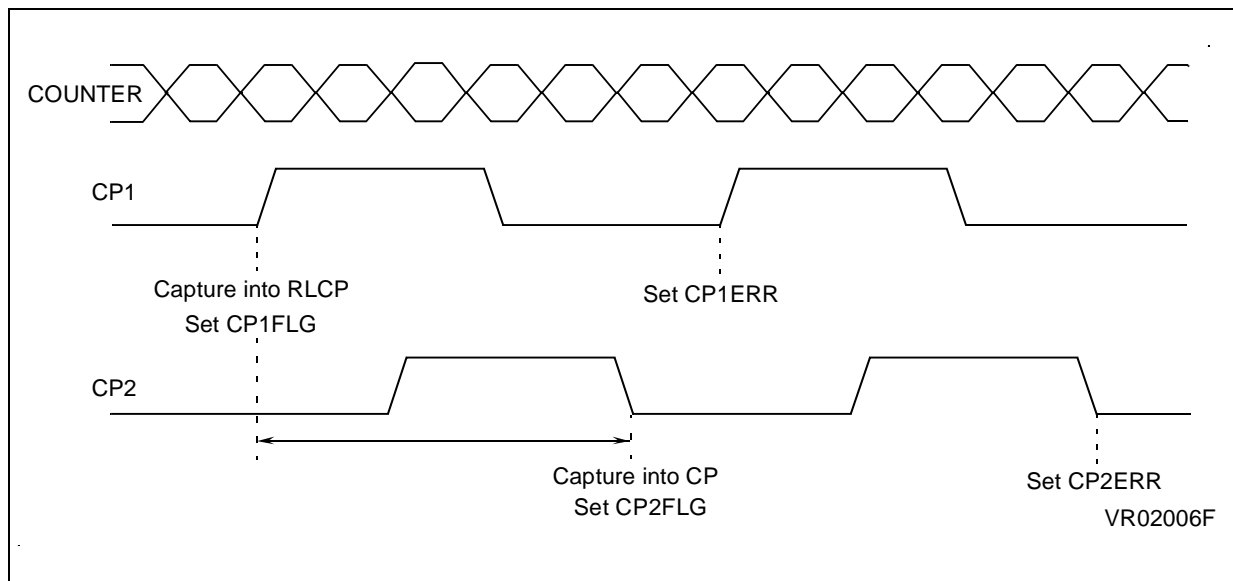 COUNTER
CP1
Capture into RLCP
Set CP1FLG
Set CP1ERR
CP2
Capture into CP
Set CP2FLG
Set CP2ERR
VR02006F